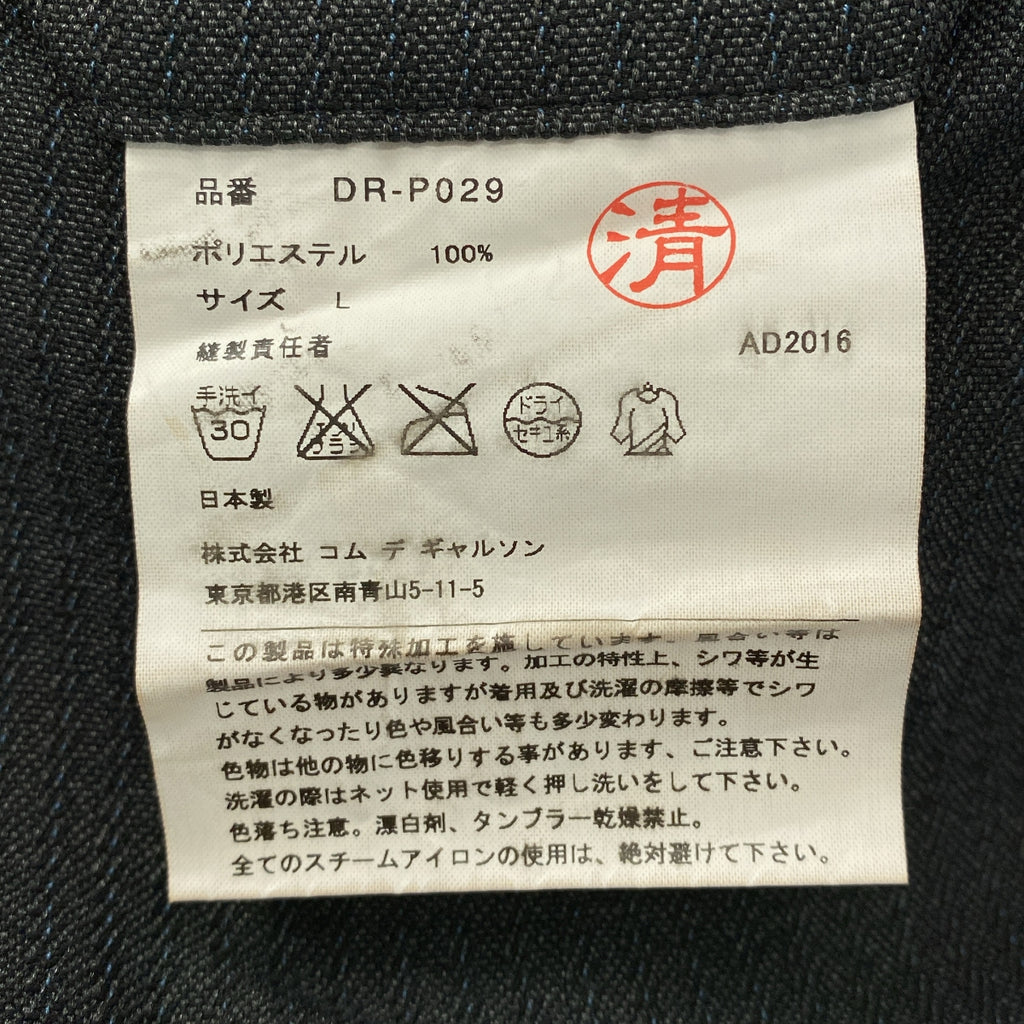 品番 DR-P029
清
ポリエステル 100%
サイズ L
縫製責任者
AD2016
手洗イ
30
エンソ
サラシ
ドライ
セキユ系
日本製
株式会社 コム デ ギャルソン
東京都港区南青山5-11-5
この製品は特殊加工を施しています。風合い等は
製品により多少異なります。加工の特性上、シワ等が生
じている物がありますが着用及び洗濯の摩擦等でシワ
がなくなったり色や風合い等も多少変わります。
色物は他の物に色移りする事があります、ご注意下さい。
洗濯の際はネット使用で軽く押し洗いをして下さい。
色落ち注意。漂白剤、タンブラー乾燥禁止。
全てのスチームアイロンの使用は、絶対避けて下さい。